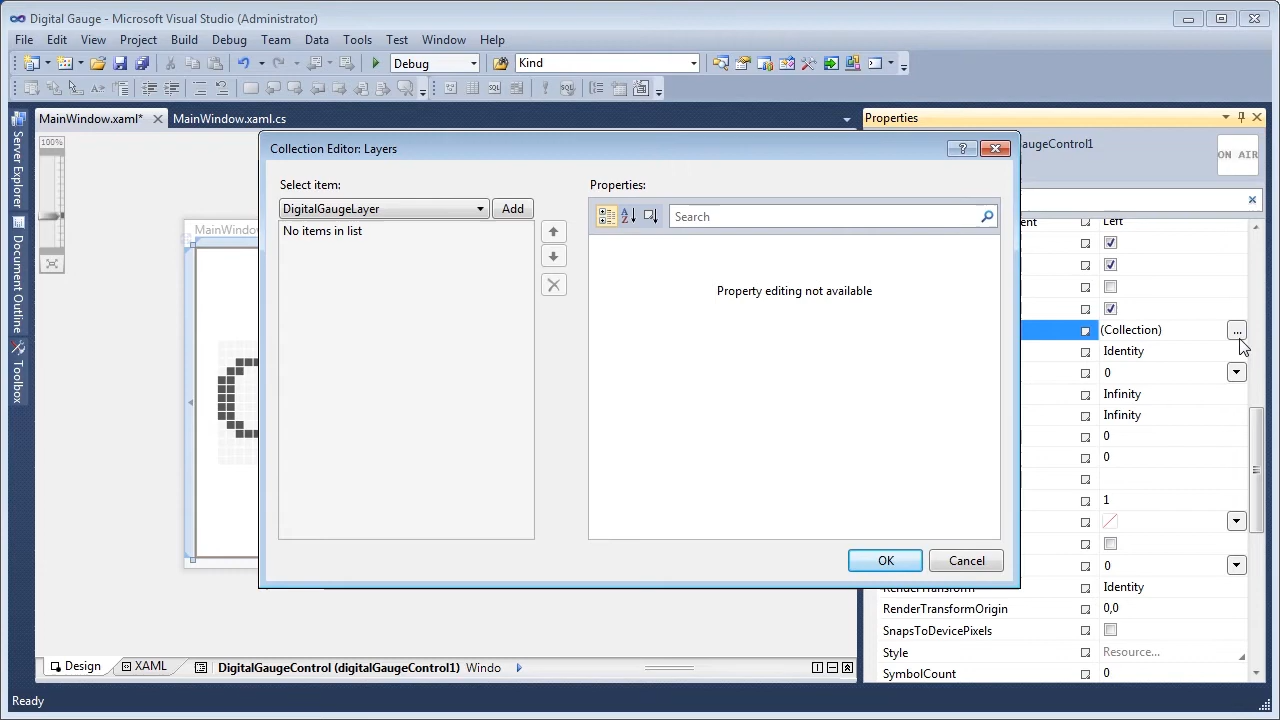 Digital Gauge - Microsoft Visual Studio (Administrator)
File Edit View Project Build Debug Team Data Tools Test Window Help
Debug Kind
MainWindow.xaml* MainWindow.xaml.cs Properties
100%
Server Explorer
Document Outline
Toolbox
MainWindow
Collection Editor: Layers
Select item:
DigitalGaugeLayer Add
No items in list
Properties:
Search
Property editing not available
OK Cancel
augeControl1
ON AIR
ent Left
(Collection) ...
Identity
0
Infinity
Infinity
0
0
1
0
RenderTransform Identity
RenderTransformOrigin 0,0
SnapsToDevicePixels
Style Resource...
SymbolCount 0
Design XAML DigitalGaugeControl (digitalGaugeControl1) Windo
Ready